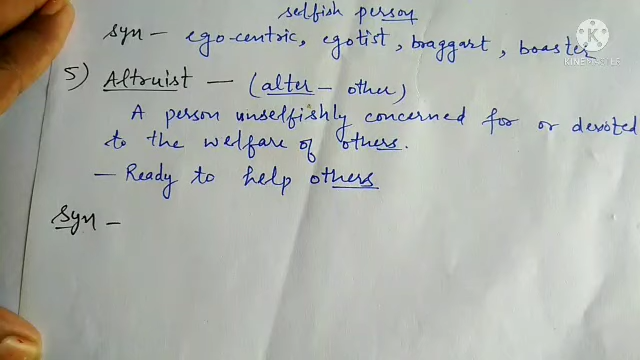 selfish person
syn - ego-centric, egotist, braggart, boaster
5) Altruist - (alter - other)
A person unselfishly concerned for or devoted
to the welfare of others.
- Ready to help others
Syn -
K
KINEMASTER